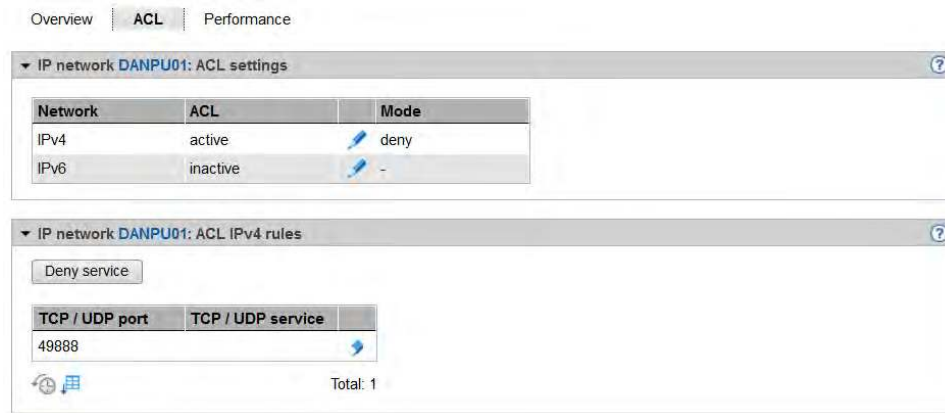 Overview ACL Performance
IP network DANPU01: ACL settings
Network ACL Mode
IPv4 active deny
IPv6 inactive -
IP network DANPU01: ACL IPv4 rules
Deny service
TCP / UDP port TCP / UDP service
49888
Total: 1